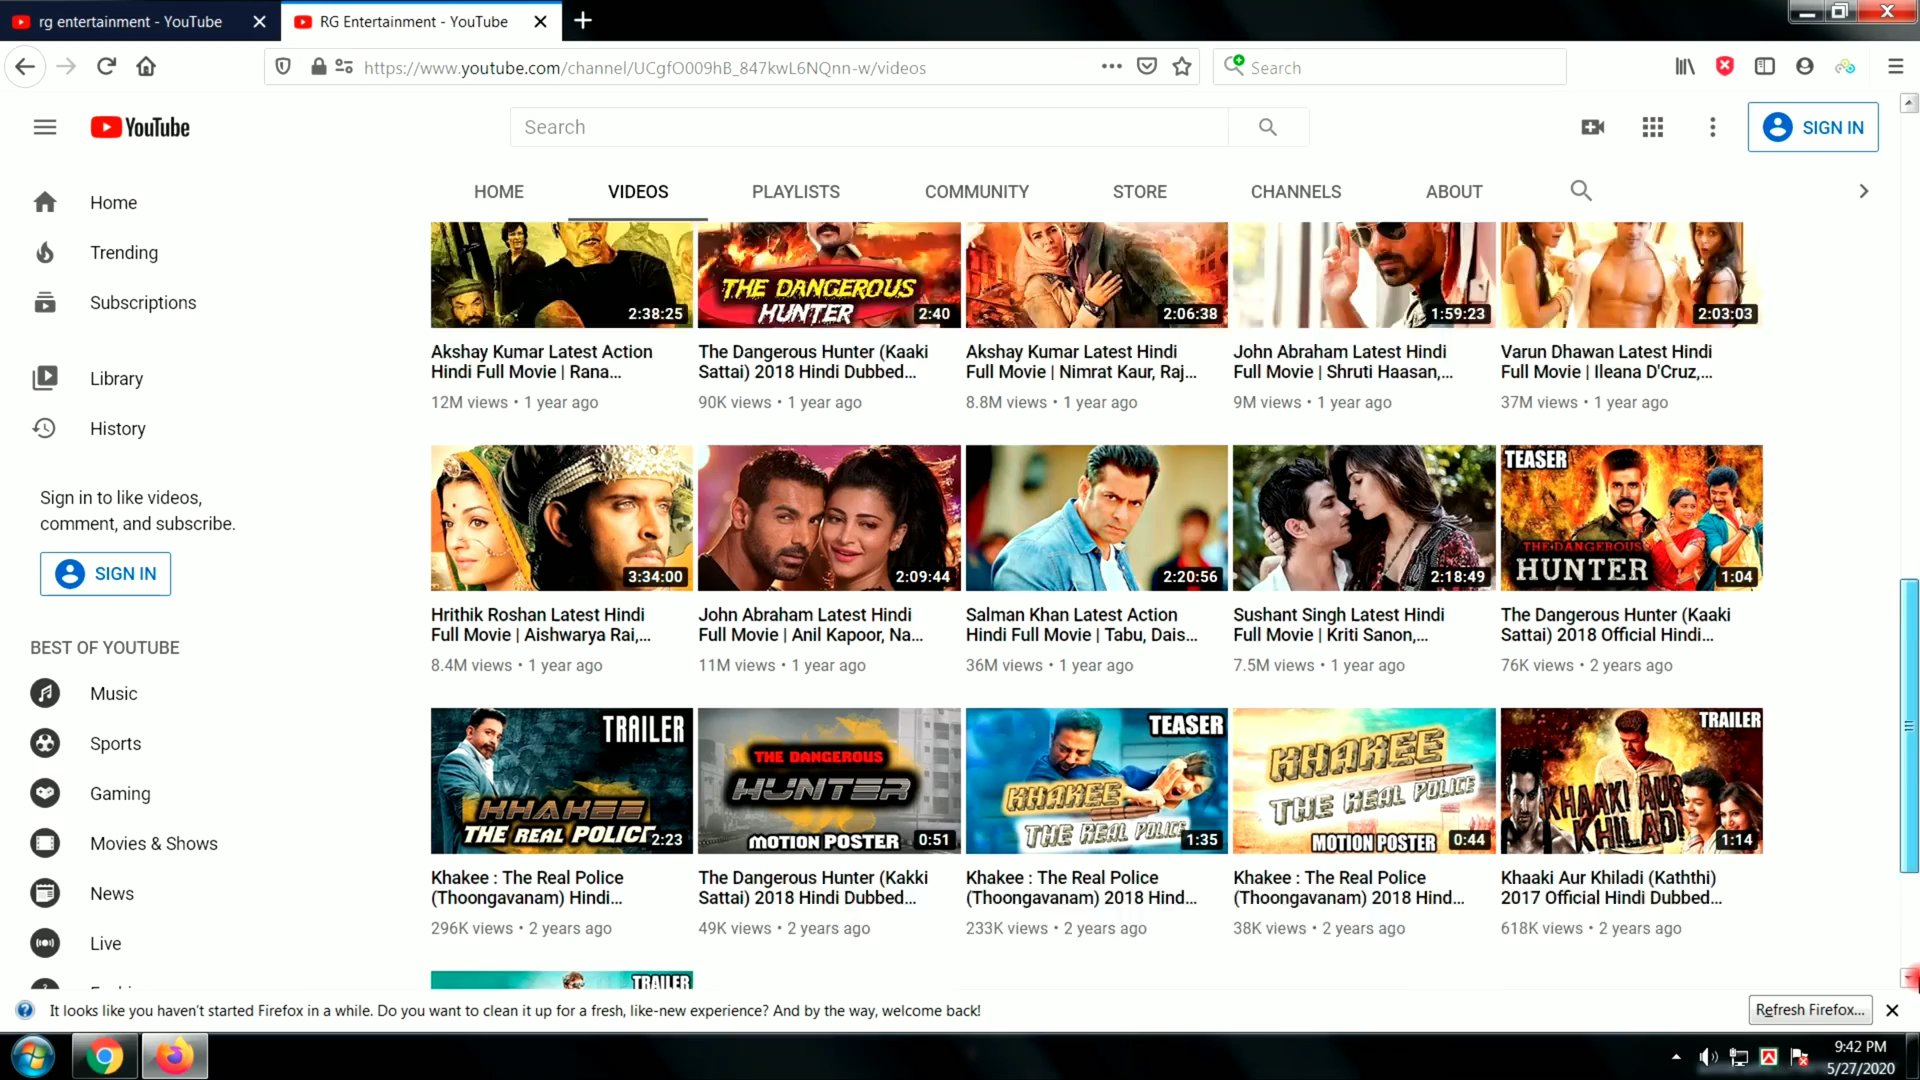 rg entertainment - YouTube
RG Entertainment - YouTube
https://www.youtube.com/channel/UCgfO009hB_847kwL6NQnn-w/videos
Search
YouTube
Search
SIGN IN
HOME
VIDEOS
PLAYLISTS
COMMUNITY
STORE
CHANNELS
ABOUT
Home
Trending
Subscriptions
Library
History
Sign in to like videos,
comment, and subscribe.
SIGN IN
BEST OF YOUTUBE
Music
Sports
Gaming
Movies & Shows
News
Live
2:38:25
Akshay Kumar Latest Action
Hindi Full Movie | Rana...
12M views • 1 year ago
THE DANGEROUS
HUNTER
2:40
The Dangerous Hunter (Kaaki
Sattai) 2018 Hindi Dubbed...
90K views • 1 year ago
2:06:38
Akshay Kumar Latest Hindi
Full Movie | Nimrat Kaur, Raj...
8.8M views • 1 year ago
1:59:23
John Abraham Latest Hindi
Full Movie | Shruti Haasan,...
9M views • 1 year ago
2:03:03
Varun Dhawan Latest Hindi
Full Movie | Ileana D'Cruz,...
37M views • 1 year ago
3:34:00
Hrithik Roshan Latest Hindi
Full Movie | Aishwarya Rai,...
8.4M views • 1 year ago
2:09:44
John Abraham Latest Hindi
Full Movie | Anil Kapoor, Na...
11M views • 1 year ago
2:20:56
Salman Khan Latest Action
Hindi Full Movie | Tabu, Dais...
36M views • 1 year ago
2:18:49
Sushant Singh Latest Hindi
Full Movie | Kriti Sanon,...
7.5M views • 1 year ago
TEASER
THE DANGEROUS
HUNTER
1:04
The Dangerous Hunter (Kaaki
Sattai) 2018 Official Hindi...
76K views • 2 years ago
TRAILER
KHAKEE
THE REAL POLICE
2:23
Khakee : The Real Police
(Thoongavanam) Hindi...
296K views • 2 years ago
THE DANGEROUS
HUNTER
MOTION POSTER
0:51
The Dangerous Hunter (Kakki
Sattai) 2018 Hindi Dubbed...
49K views • 2 years ago
TEASER
KHAKEE
THE REAL POLICE
1:35
Khakee : The Real Police
(Thoongavanam) 2018 Hind...
233K views • 2 years ago
KHAKEE
THE REAL POLICE
MOTION POSTER
0:44
Khakee : The Real Police
(Thoongavanam) 2018 Hind...
38K views • 2 years ago
TRAILER
KHAAKI AUR
KHILADI
1:14
Khaaki Aur Khiladi (Kaththi)
2017 Official Hindi Dubbed...
618K views • 2 years ago
TRAILER
It looks like you haven't started Firefox in a while. Do you want to clean it up for a fresh, like-new experience? And by the way, welcome back!
Refresh Firefox...
9:42 PM
5/27/2020